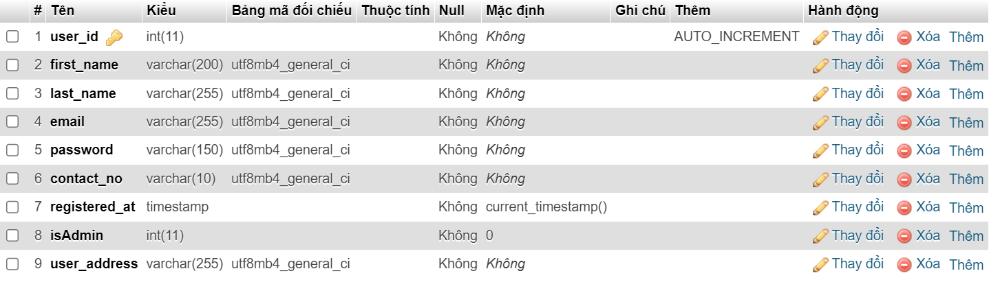 # Tên Kiểu Bảng mã đối chiếu Thuộc tính Null Mặc định Ghi chú Thêm Hành động
1 user_id int(11) Không Không AUTO_INCREMENT Thay đổi Xóa Thêm
2 first_name varchar(200) utf8mb4_general_ci Không Không Thay đổi Xóa Thêm
3 last_name varchar(255) utf8mb4_general_ci Không Không Thay đổi Xóa Thêm
4 email varchar(255) utf8mb4_general_ci Không Không Thay đổi Xóa Thêm
5 password varchar(150) utf8mb4_general_ci Không Không Thay đổi Xóa Thêm
6 contact_no varchar(10) utf8mb4_general_ci Không Không Thay đổi Xóa Thêm
7 registered_at timestamp Không current_timestamp() Thay đổi Xóa Thêm
8 isAdmin int(11) Không 0 Thay đổi Xóa Thêm
9 user_address varchar(255) utf8mb4_general_ci Không Không Thay đổi Xóa Thêm